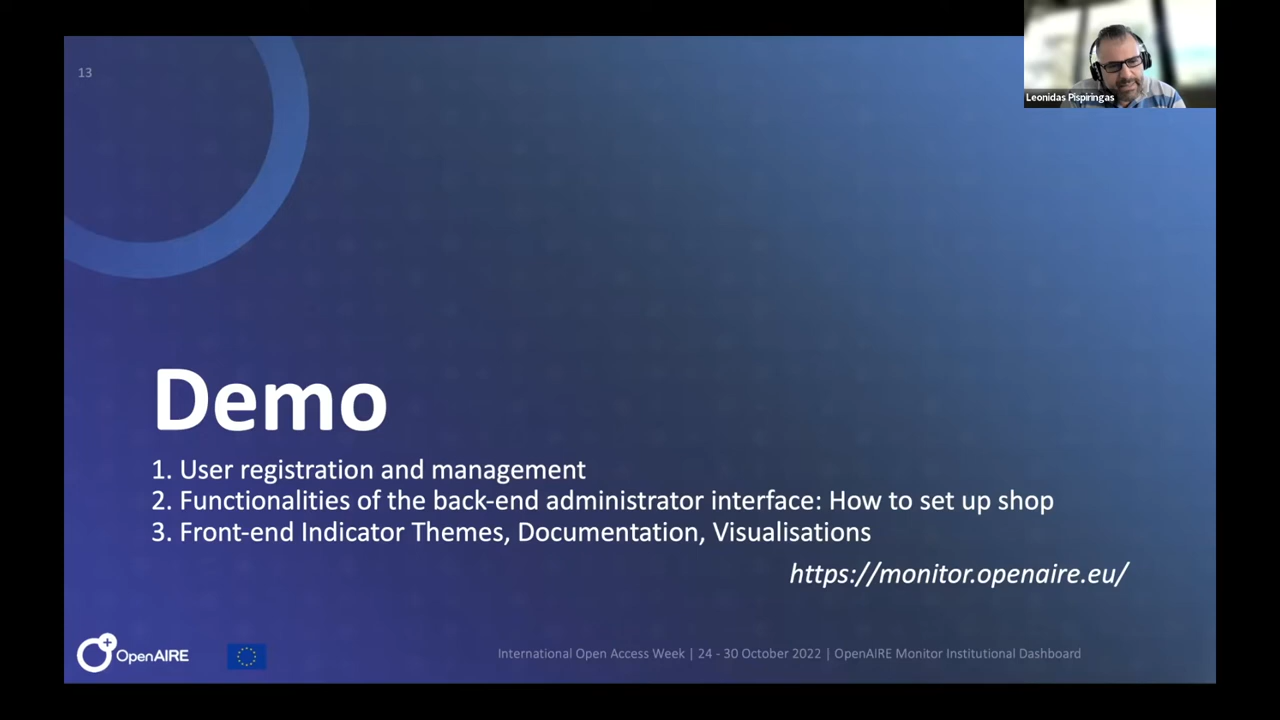 13
Leonidas Pispiringas
Demo
1. User registration and management
2. Functionalities of the back-end administrator interface: How to set up shop
3. Front-end Indicator Themes, Documentation, Visualisations
https://monitor.openaire.eu/
OpenAIRE
International Open Access Week | 24 - 30 October 2022 | OpenAIRE Monitor Institutional Dashboard